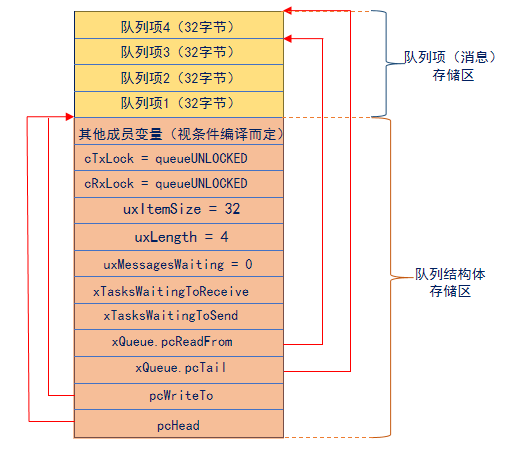 队列项4（32字节）
队列项3（32字节）
队列项2（32字节）
队列项1（32字节）
队列项（消息）
存储区
其他成员变量（视条件编译而定）
cTxLock = queueUNLOCKED
cRxLock = queueUNLOCKED
uxItemSize = 32
uxLength = 4
uxMessagesWaiting = 0
xTasksWaitingToReceive
xTasksWaitingToSend
xQueue.pcReadFrom
xQueue.pcTail
pcWriteTo
pcHead
队列结构体
存储区